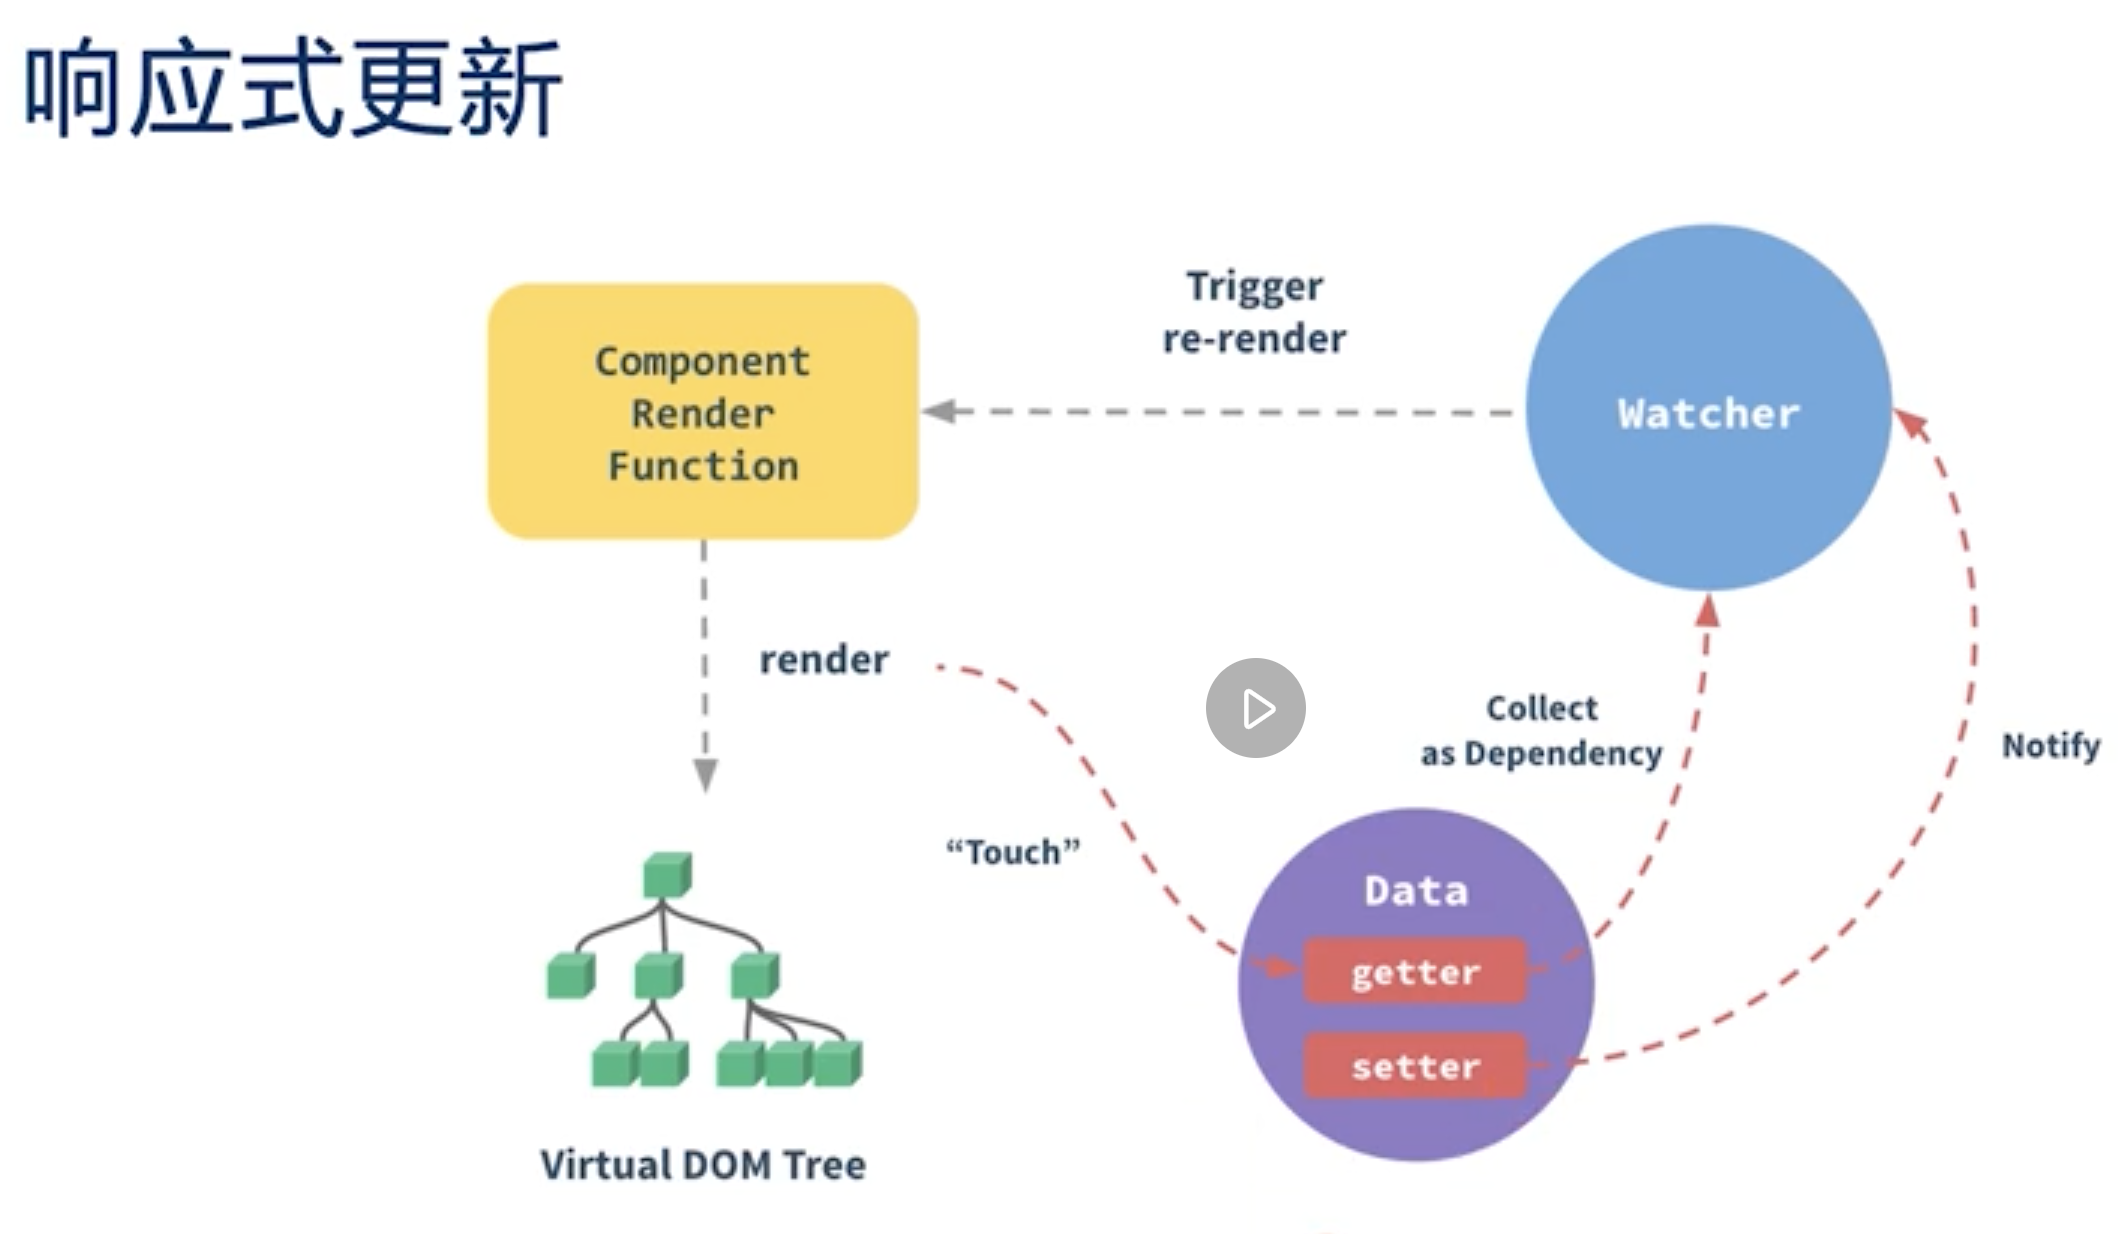 响应式更新
Trigger
re-render
Component
Render
Function
Watcher
render
Collect
as Dependency
Notify
“Touch”
Data
getter
setter
Virtual DOM Tree